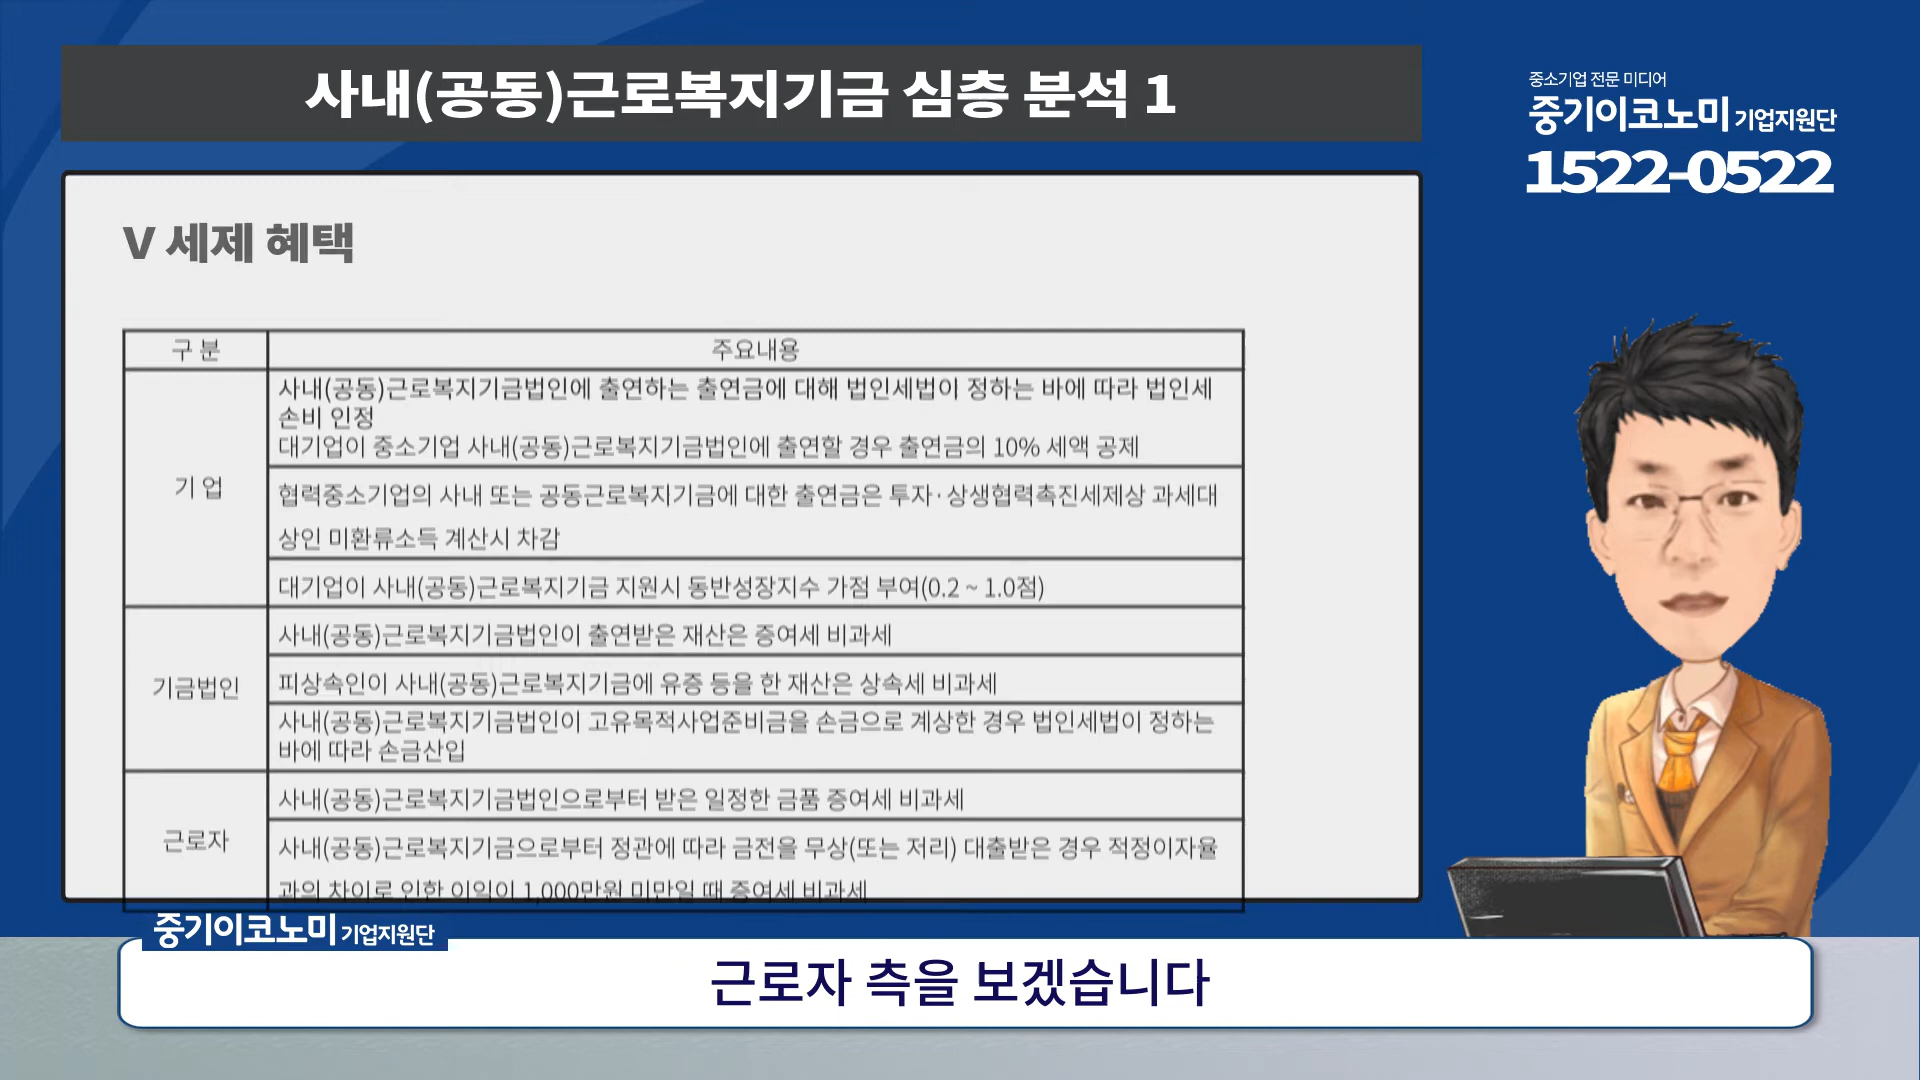 사내(공동)근로복지기금 심층 분석 1
중소기업 전문 미디어
중기이코노미 기업지원단
1522-0522
V 세제 혜택
구 분
주요내용
기 업
사내(공동)근로복지기금법인에 출연하는 출연금에 대해 법인세법이 정하는 바에 따라 법인세
손비 인정
대기업이 중소기업 사내(공동)근로복지기금법인에 출연할 경우 출연금의 10% 세액 공제
협력중소기업의 사내 또는 공동근로복지기금에 대한 출연금은 투자·상생협력촉진세제상 과세대
상인 미환류소득 계산시 차감
대기업이 사내(공동)근로복지기금 지원시 동반성장지수 가점 부여(0.2 ~ 1.0점)
기금법인
사내(공동)근로복지기금법인이 출연받은 재산은 증여세 비과세
피상속인이 사내(공동)근로복지기금에 유증 등을 한 재산은 상속세 비과세
사내(공동)근로복지기금법인이 고유목적사업준비금을 손금으로 계상한 경우 법인세법이 정하는
바에 따라 손금산입
근로자
사내(공동)근로복지기금법인으로부터 받은 일정한 금품 증여세 비과세
사내(공동)근로복지기금으로부터 정관에 따라 금전을 무상(또는 저리) 대출받은 경우 적정이자율
과의 차이로 인한 이익이 1,000만원 미만일 때 증여세 비과세
중기이코노미 기업지원단
근로자 측을 보겠습니다